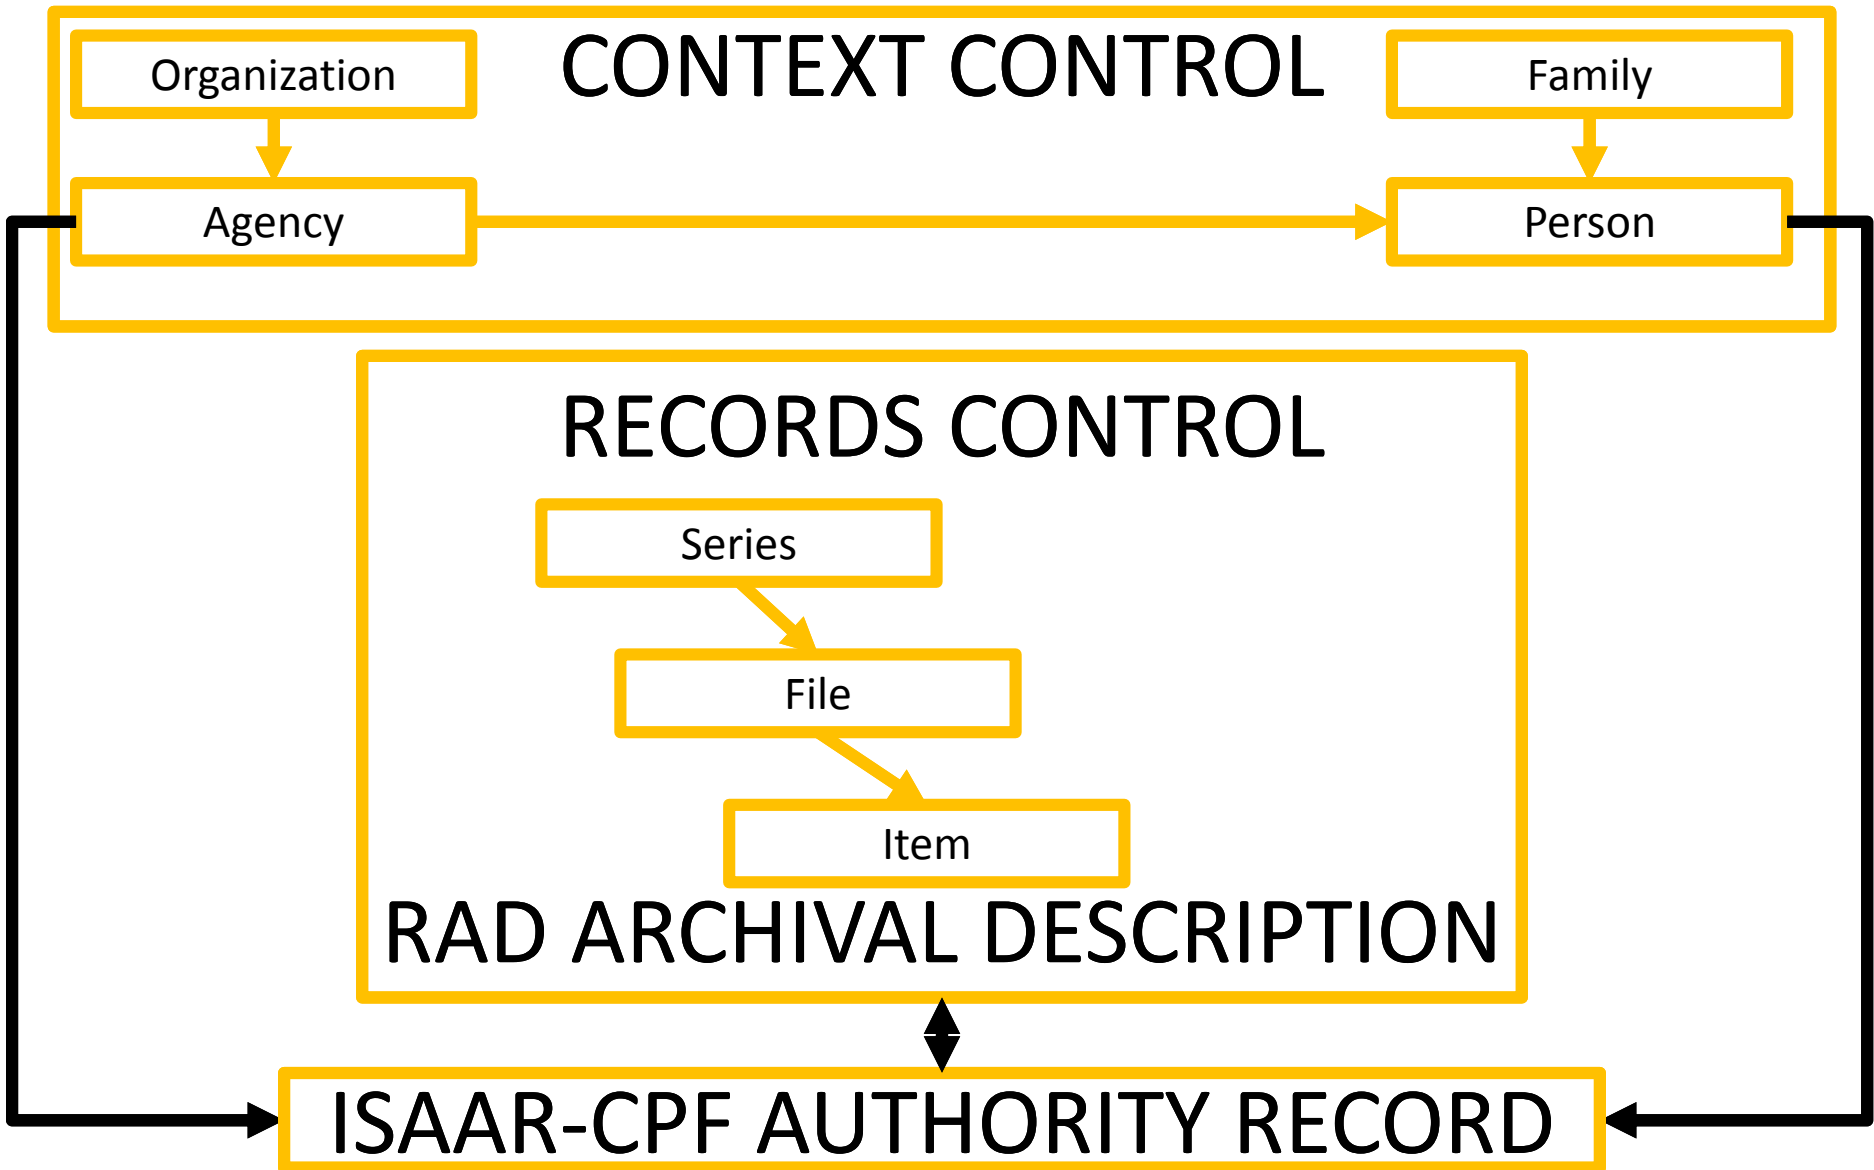 CONTEXT CONTROL
Organization
Family
Agency
Person
RECORDS CONTROL
Series
File
Item
RAD ARCHIVAL DESCRIPTION
ISAAR-CPF AUTHORITY RECORD